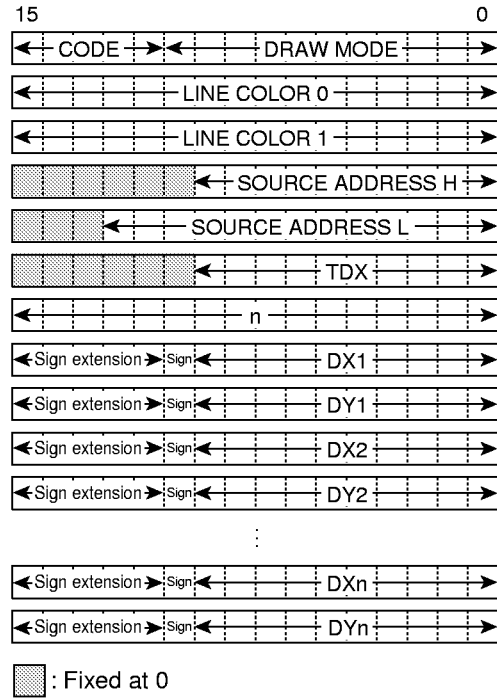 15 0
CODE DRAW MODE
LINE COLOR 0
LINE COLOR 1
SOURCE ADDRESS H
SOURCE ADDRESS L
TDX
n
Sign extension Sign DX1
Sign extension Sign DY1
Sign extension Sign DX2
Sign extension Sign DY2
⋮
Sign extension Sign DXn
Sign extension Sign DYn
: Fixed at 0